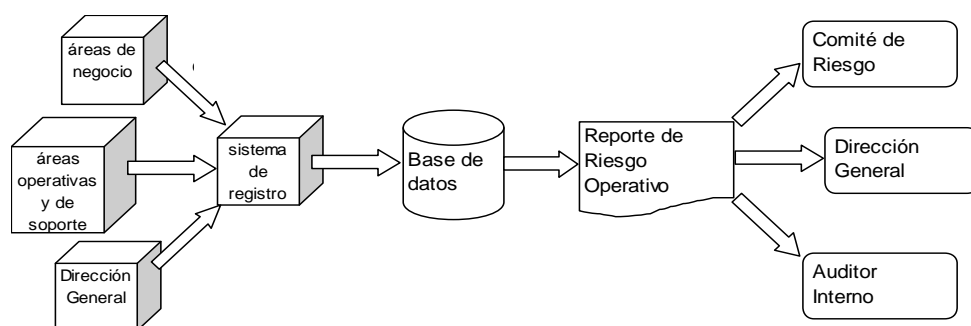 áreas de
negocio
áreas
operativas
y de
soporte
Dirección
General
sistema
de
registro
Base de
datos
Reporte de
Riesgo
Operativo
Comité de
Riesgo
Dirección
General
Auditor
Interno